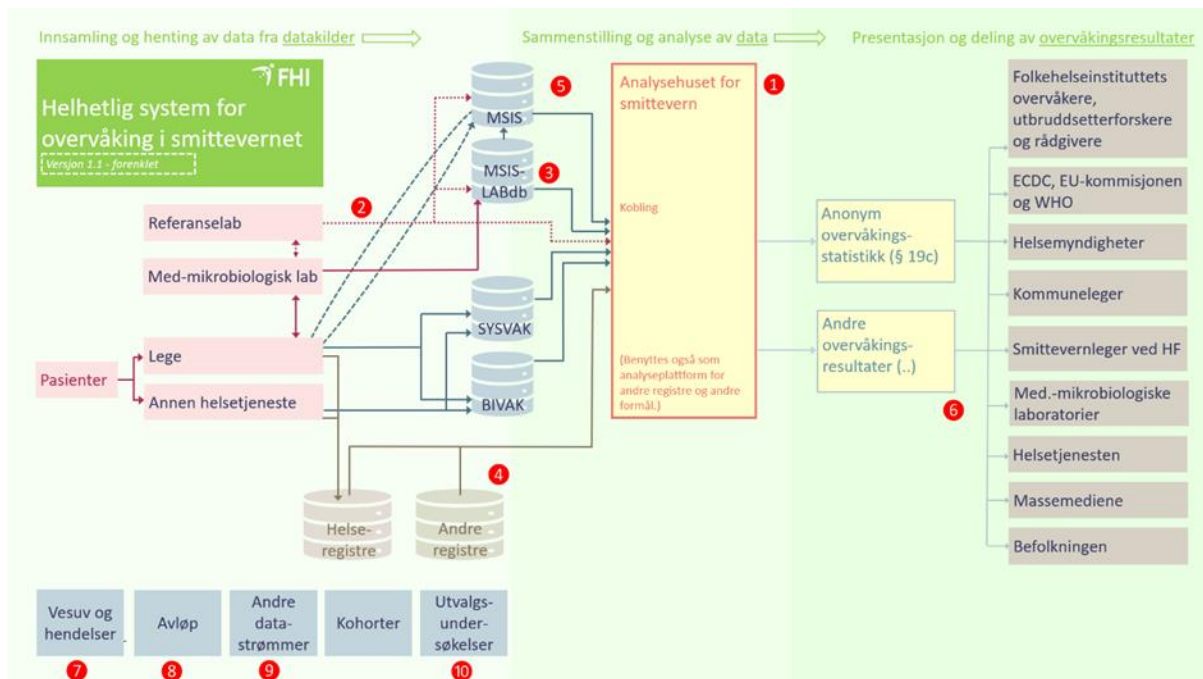 Innsamling og henting av data fra datakilder
Sammenstilling og analyse av data
Presentasjon og deling av overvåkingsresultater
FHI
Helhetlig system for
overvåking i smittevernet
Versjon 1.1 - forenklet
Pasienter
Referanselab
Med-mikrobiologisk lab
Lege
Annen helsetjeneste
2
MSIS
5
MSIS-
LABdb
3
SYSVAK
BIVAK
4
Helse-
registre
Andre
registre
Analysehuset for
smittevern
1
Kobling
(Benyttes også som
analyseplattform for
andre registre og andre
formål.)
Anonym
overvåkings-
statistikk (§ 19c)
Andre
overvåkings-
resultater (..)
6
Folkehelseinstituttets
overvåkere,
utbruddsetterforskere
og rådgivere
ECDC, EU-kommisjonen
og WHO
Helsemyndigheter
Kommuneleger
Smittevernleger ved HF
Med.-mikrobiologiske
laboratorier
Helsetjenesten
Massemediene
Befolkningen
Vesuv og
hendelser
7
Avløp
8
Andre
data-
strømmer
9
Kohorter
Utvalgs-
under-
søkelser
10